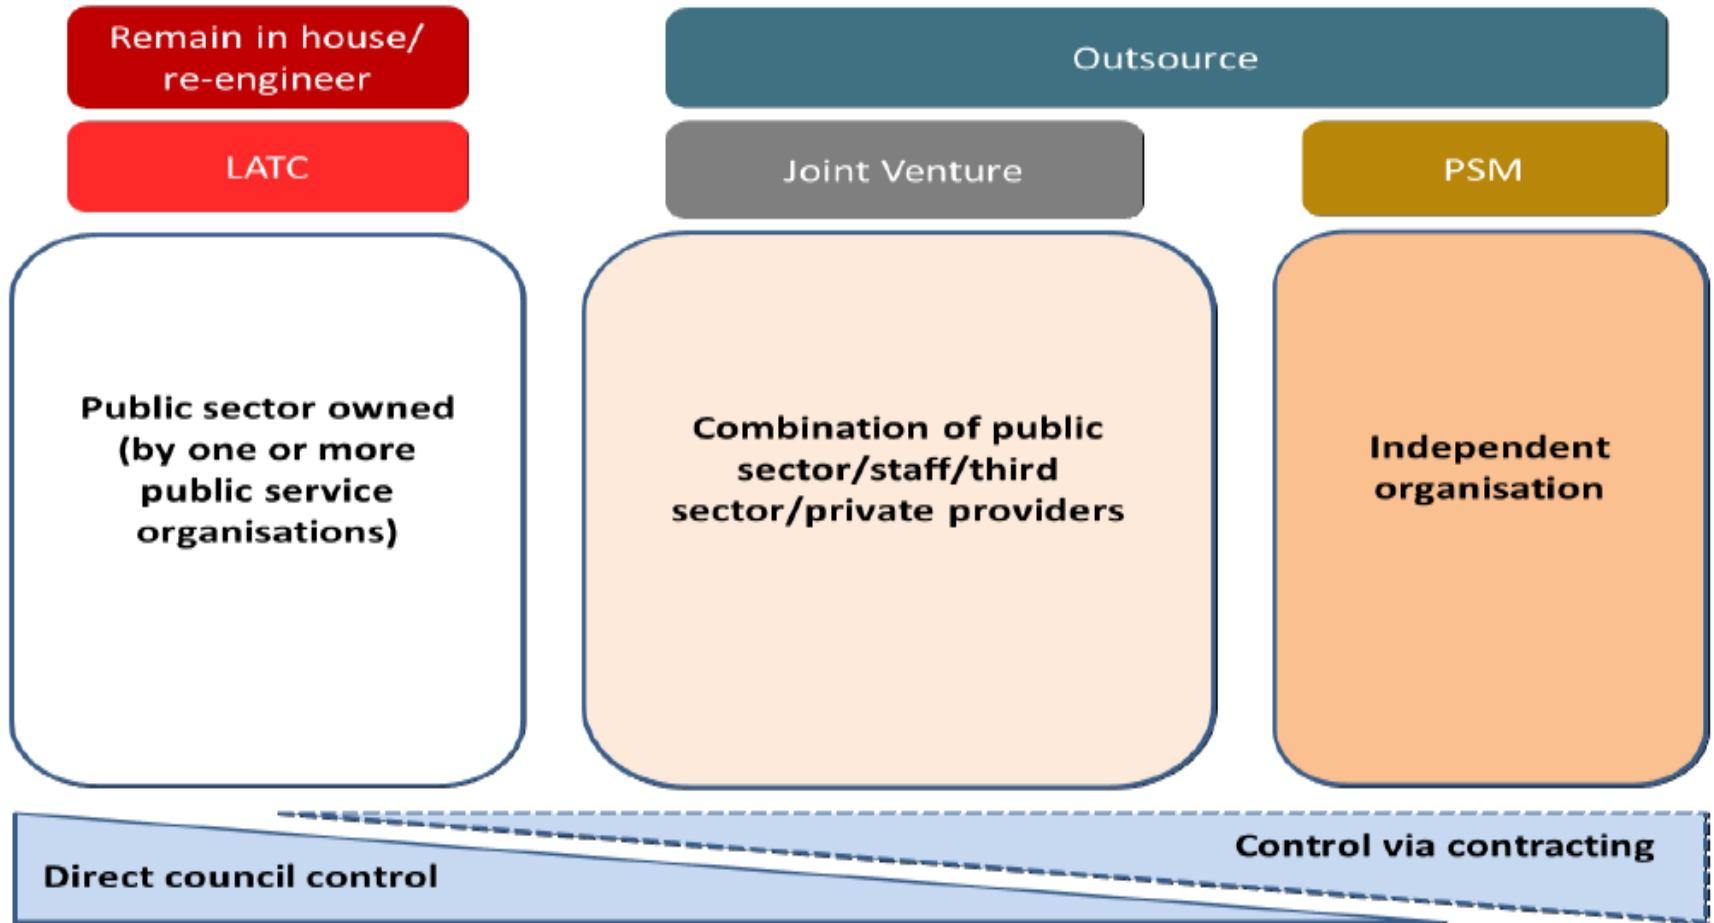 Remain in house/
re-engineer
Outsource
LATC
Joint Venture
PSM
Public sector owned
(by one or more
public service
organisations)
Combination of public
sector/staff/third
sector/private providers
Independent
organisation
Control via contracting
Direct council control